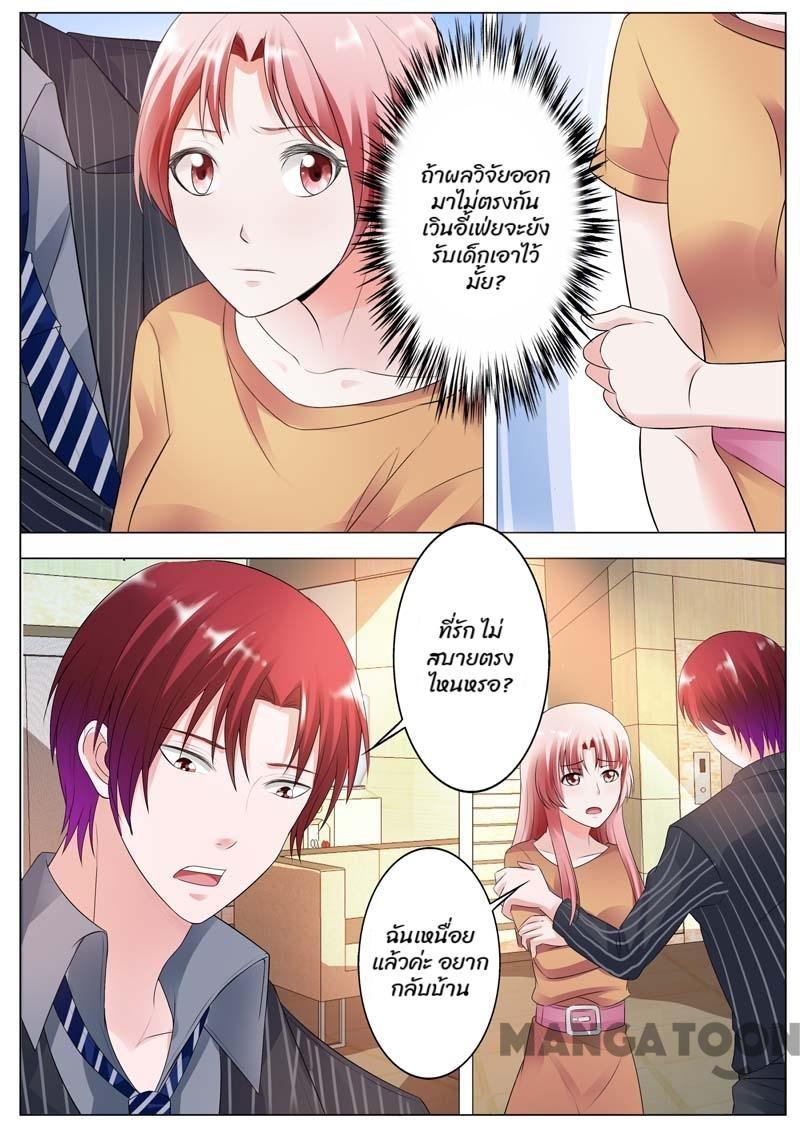 ถ้าผลวิจัยออก
มาไม่ตรงกัน
เวินอี้เฟยจะยัง
รับเด็กเอาไว้
มั้ย?
ที่รัก ไม่
สบายตรง
ไหนหรอ?
ฉันเหนื่อย
แล้วค่ะ อยาก
กลับบ้าน
MANGATOON